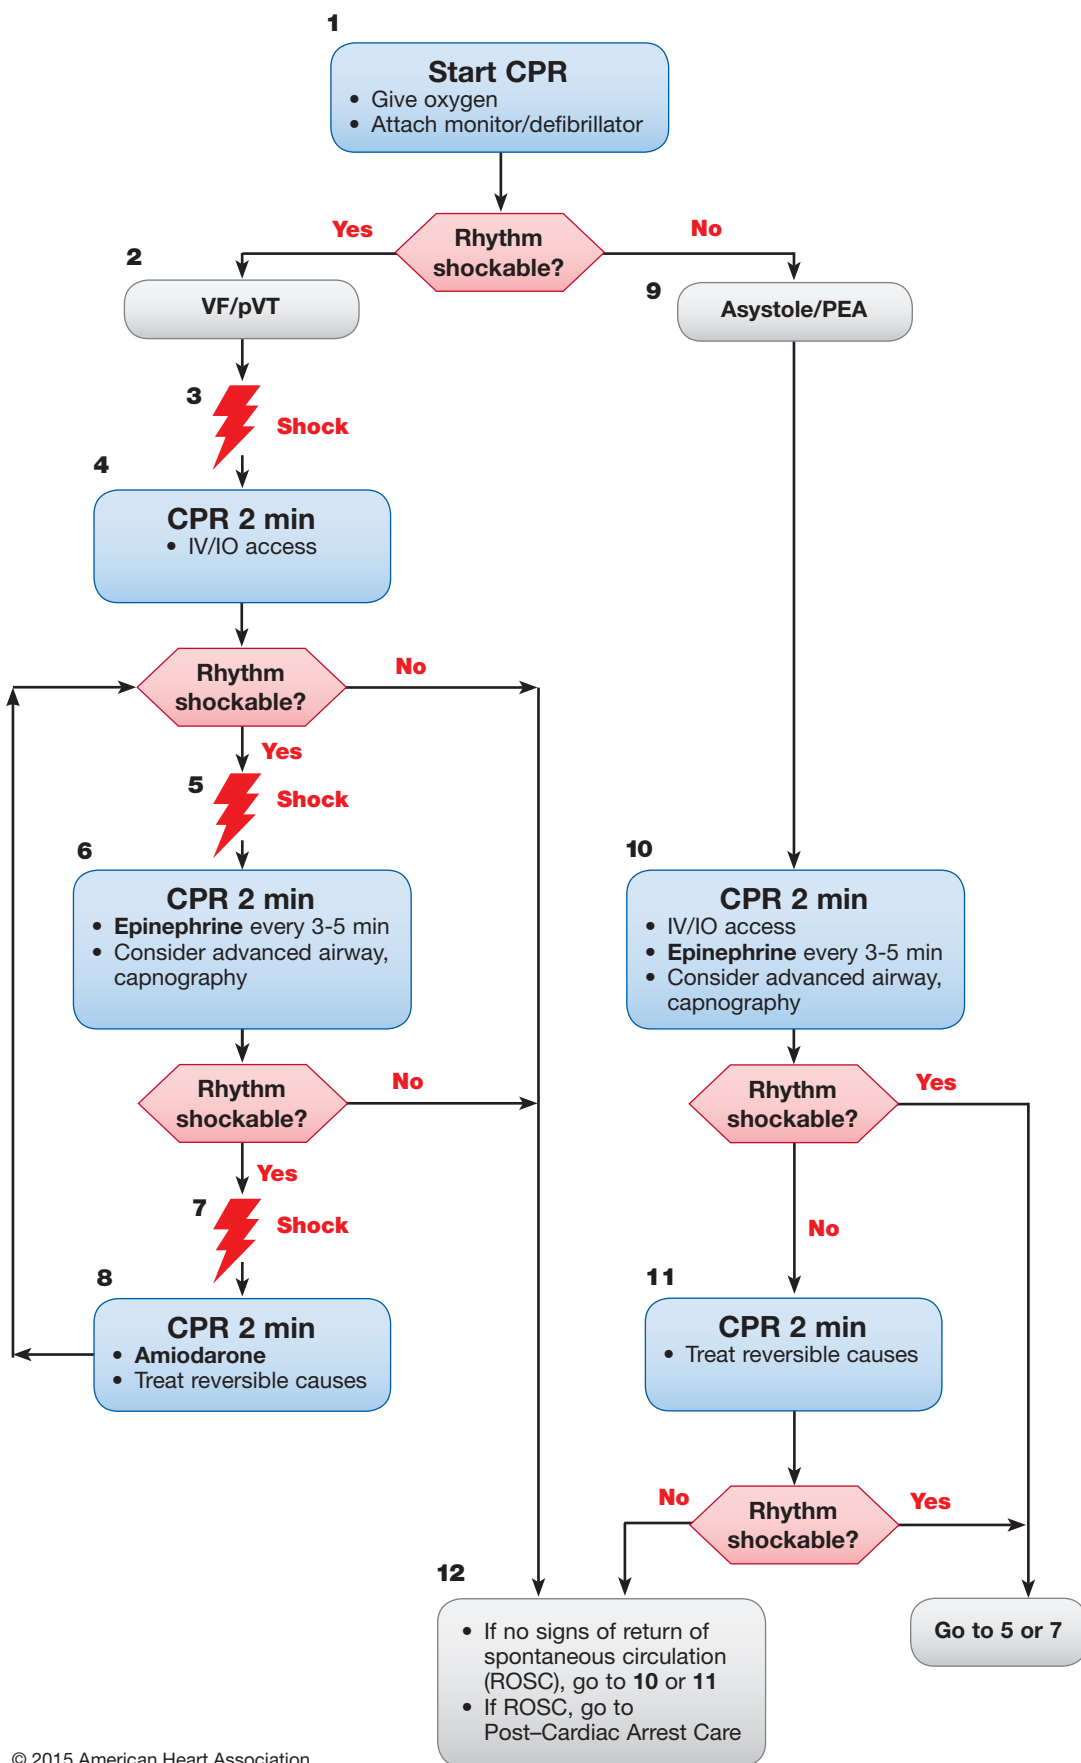 1
Start CPR
• Give oxygen
• Attach monitor/defibrillator
Rhythm
shockable?
Yes
No
2
VF/pVT
9
Asystole/PEA
3
Shock
4
CPR 2 min
• IV/IO access
Rhythm
shockable?
No
Yes
5
Shock
6
CPR 2 min
• Epinephrine every 3-5 min
• Consider advanced airway,
capnography
10
CPR 2 min
• IV/IO access
• Epinephrine every 3-5 min
• Consider advanced airway,
capnography
Rhythm
shockable?
No
Yes
Rhythm
shockable?
Yes
No
7
Shock
8
CPR 2 min
• Amiodarone
• Treat reversible causes
11
CPR 2 min
• Treat reversible causes
No
Rhythm
shockable?
Yes
12
• If no signs of return of
spontaneous circulation
(ROSC), go to 10 or 11
• If ROSC, go to
Post–Cardiac Arrest Care
Go to 5 or 7
© 2015 American Heart Association